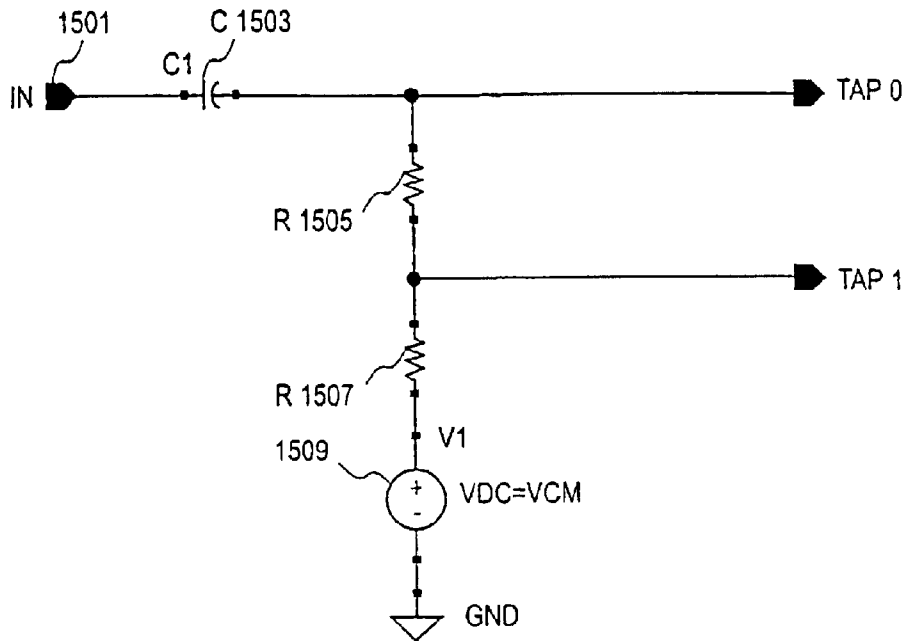 1501
C 1503
C1
IN
TAP 0
R 1505
TAP 1
R 1507
V1
1509
+
-
VDC=VCM
GND